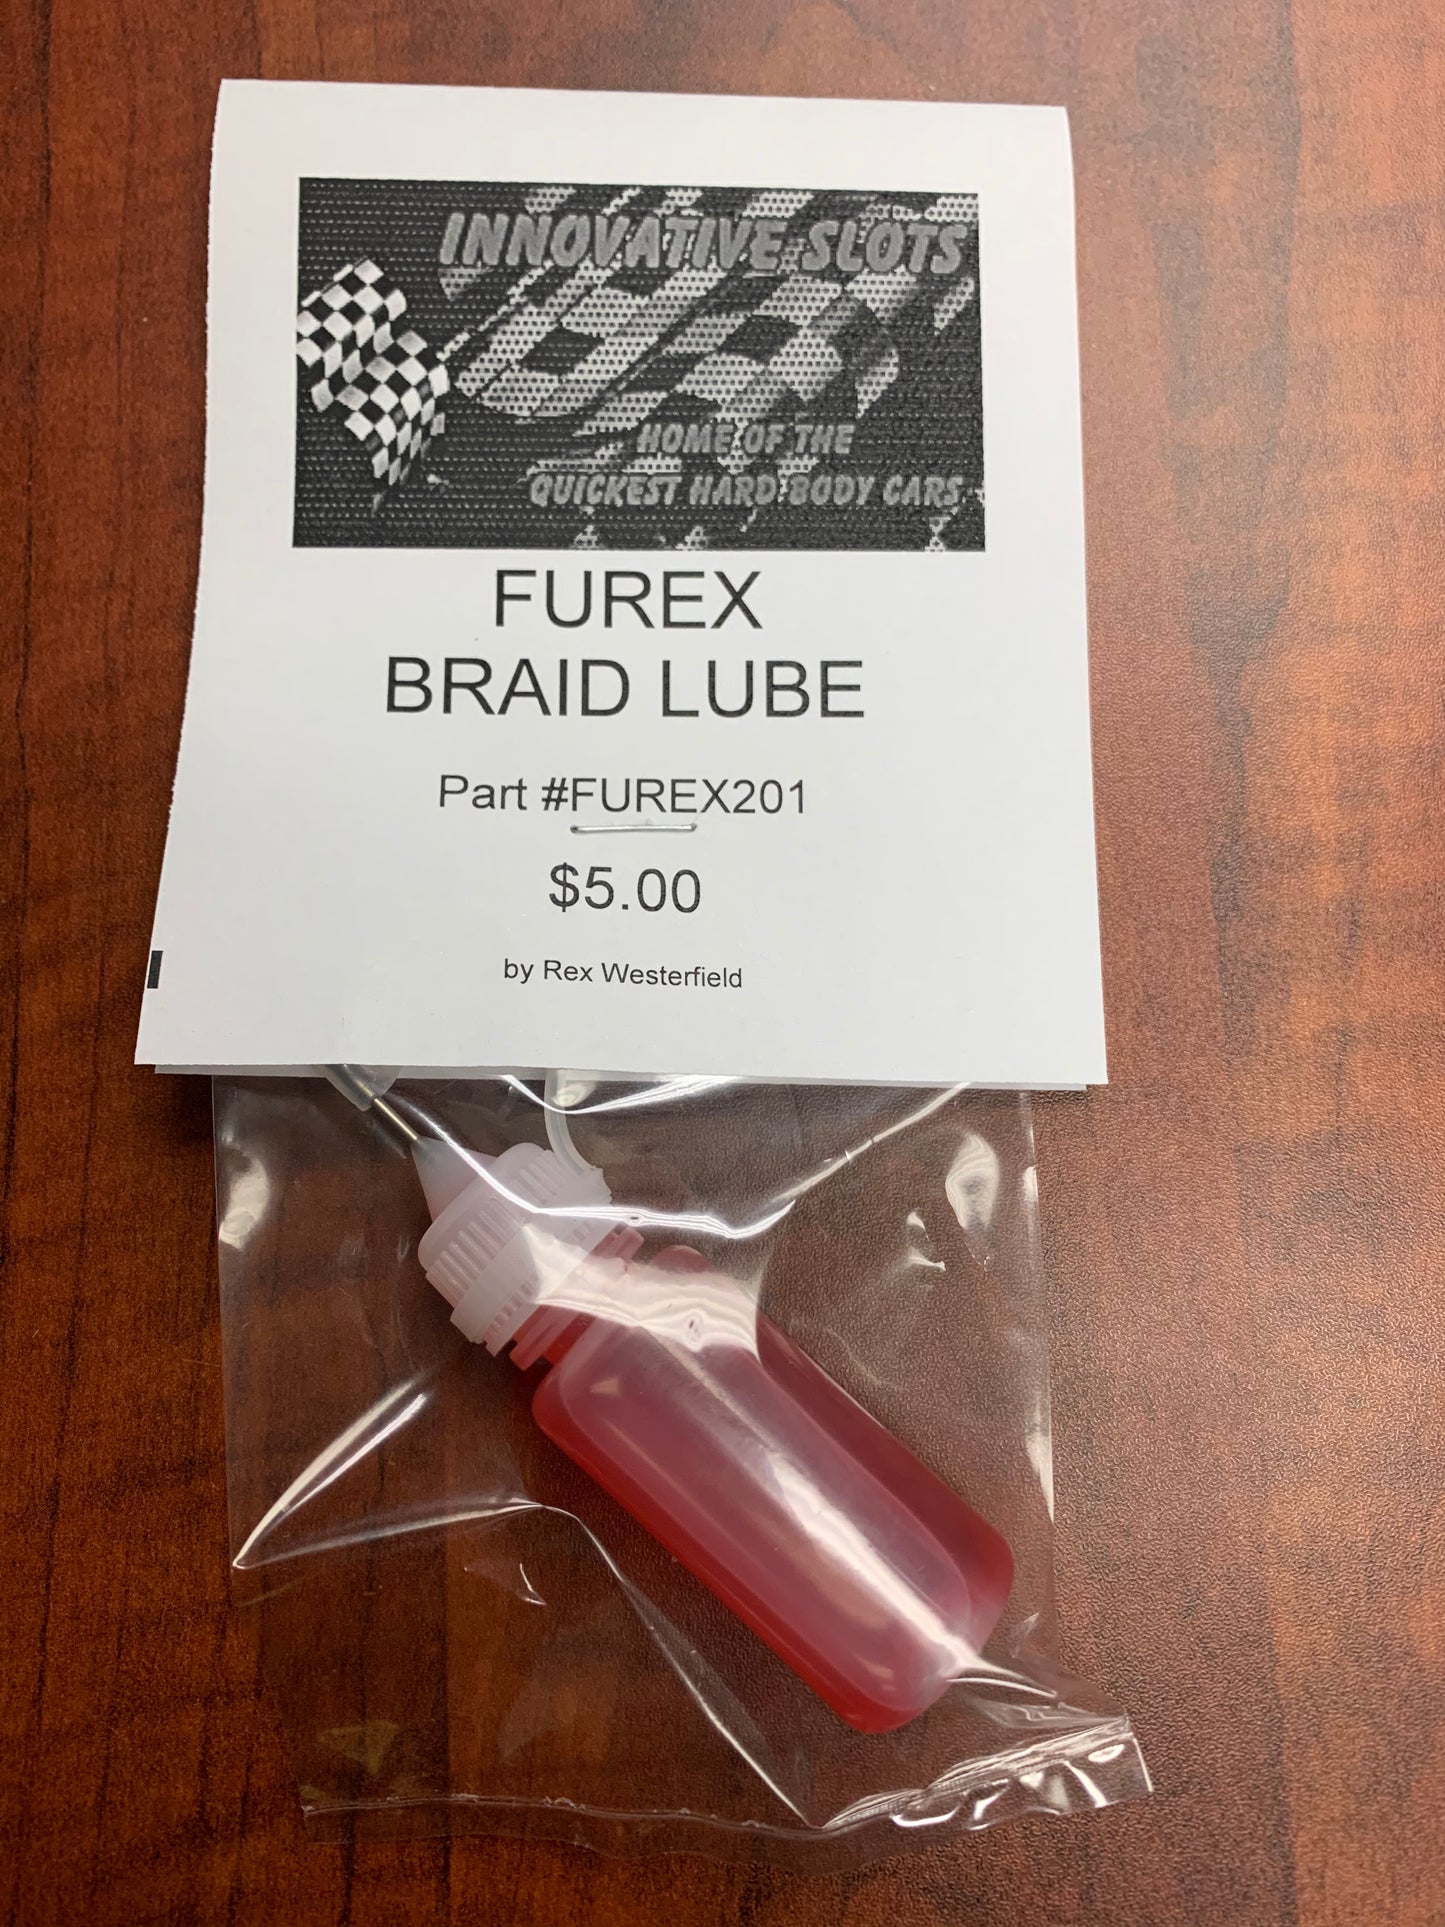 INNOVATIVE SLOTS
HOME OF THE
QUICKEST HARD BODY CARS
FUREX
BRAID LUBE
Part #FUREX201
$5.00
by Rex Westerfield